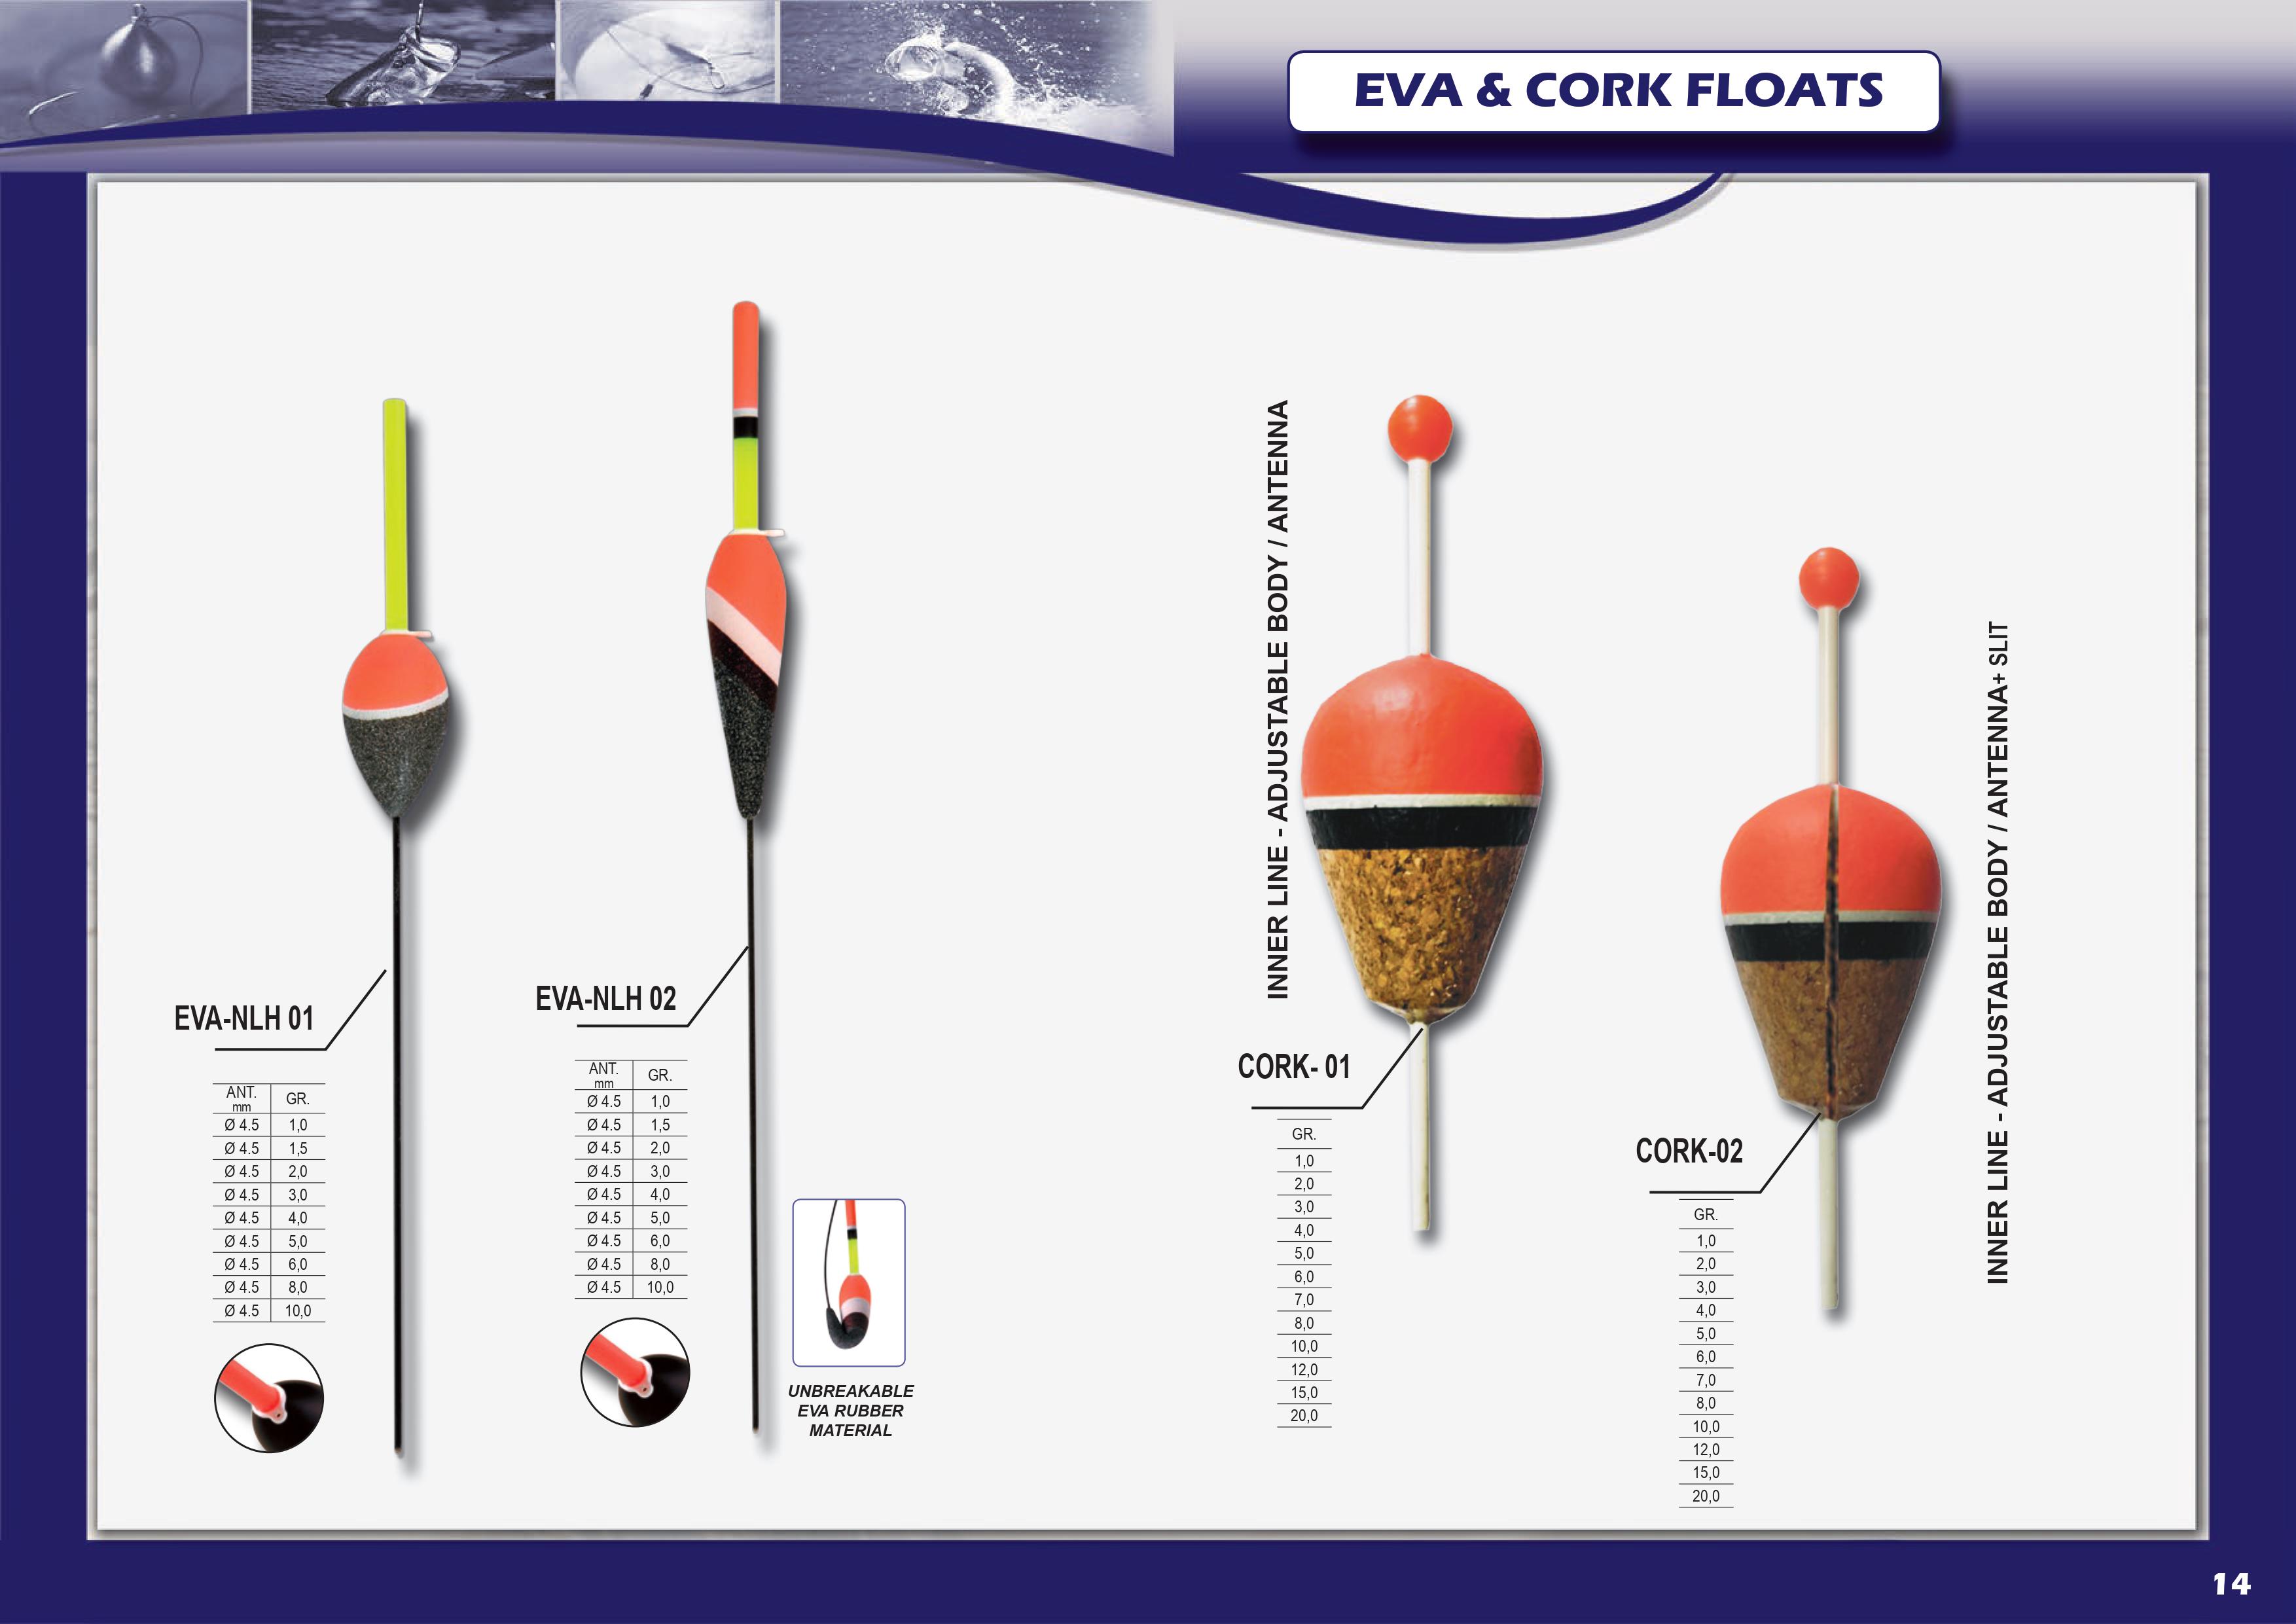 EVA & CORK FLOATS
EVA-NLH 01
ANT. mm GR.
Ø 4.5 1,0
Ø 4.5 1,5
Ø 4.5 2,0
Ø 4.5 3,0
Ø 4.5 4,0
Ø 4.5 5,0
Ø 4.5 6,0
Ø 4.5 8,0
Ø 4.5 10,0
EVA-NLH 02
ANT. mm GR.
Ø 4.5 1,0
Ø 4.5 1,5
Ø 4.5 2,0
Ø 4.5 3,0
Ø 4.5 4,0
Ø 4.5 5,0
Ø 4.5 6,0
Ø 4.5 8,0
Ø 4.5 10,0
UNBREAKABLE
EVA RUBBER
MATERIAL
INNER LINE - ADJUSTABLE BODY / ANTENNA
CORK- 01
GR.
1,0
2,0
3,0
4,0
5,0
6,0
7,0
8,0
10,0
12,0
15,0
20,0
CORK-02
GR.
1,0
2,0
3,0
4,0
5,0
6,0
7,0
8,0
10,0
12,0
15,0
20,0
INNER LINE - ADJUSTABLE BODY / ANTENNA+ SLIT
14